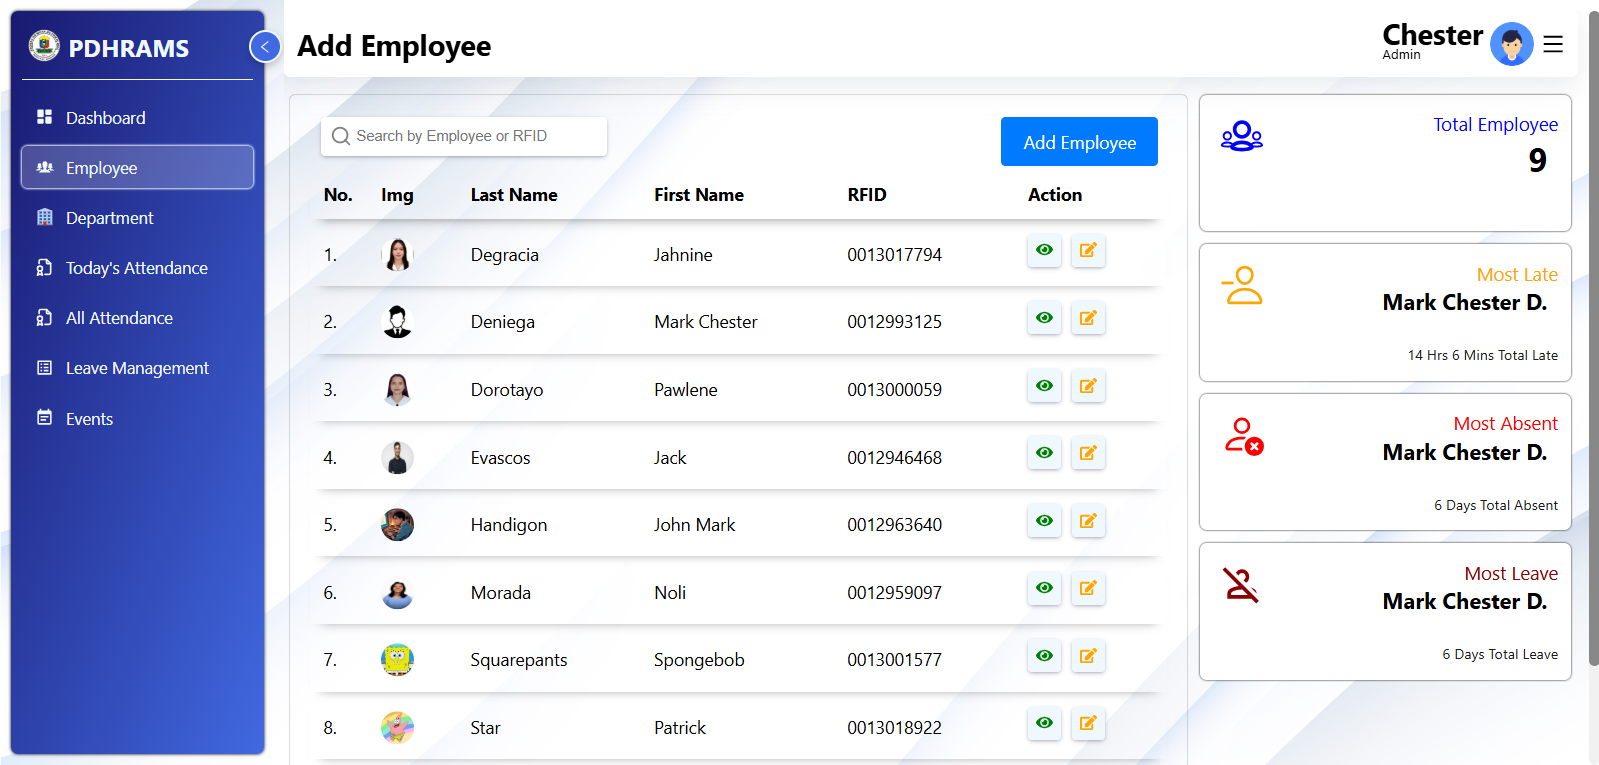 PDHRAMS
Dashboard
Employee
Department
Today's Attendance
All Attendance
Leave Management
Events
Add Employee
Chester
Admin
Search by Employee or RFID
Add Employee
No. Img Last Name First Name RFID Action
1. Degracia Jahnine 0013017794
2. Deniega Mark Chester 0012993125
3. Dorotayo Pawlene 0013000059
4. Evascos Jack 0012946468
5. Handigon John Mark 0012963640
6. Morada Noli 0012959097
7. Squarepants Spongebob 0013001577
8. Star Patrick 0013018922
Total Employee
9
Most Late
Mark Chester D.
14 Hrs 6 Mins Total Late
Most Absent
Mark Chester D.
6 Days Total Absent
Most Leave
Mark Chester D.
6 Days Total Leave